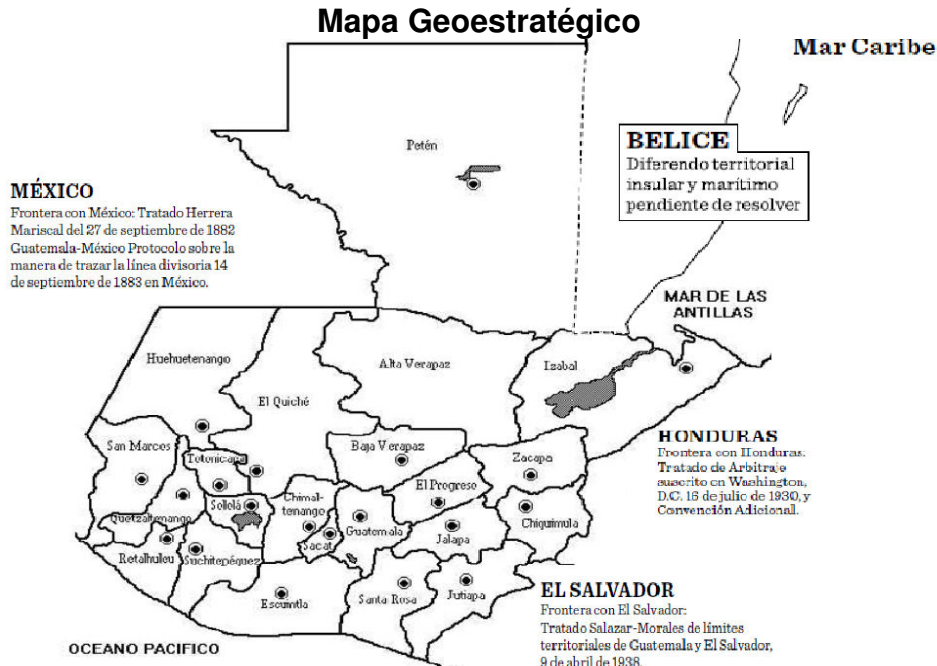 Mapa Geoestratégico
Mar Caribe
Petén
BELICE
Diferendo territorial
insular y marítimo
pendiente de resolver
MÉXICO
Frontera con México: Tratado Herrera
Mariscal del 27 de septiembre de 1882
Guatemala-México Protocolo sobre la
manera de trazar la línea divisoria 14
de septiembre de 1883 en México.
MAR DE LAS
ANTILLAS
Huehuetenango
Alta Verapaz
Izabal
El Quiché
San Marcos
Baja Verapaz
Totonicapa
Zacapa
HONDURAS
Frontera con Honduras.
Tratado de Arbitraje
suscrito en Washington,
D.C. 16 de julio de 1930, y
Convención Adicional.
El Progreso
Sololá
Chimal-
tenango
Quetzaltenango
Guatemala
Chiquimula
Sacat
Jalapa
Retalhuleu
Suchitepéquez
Escuintla
Santa Rosa
Jutiapa
EL SALVADOR
Frontera con El Salvador:
Tratado Salazar-Morales de límites
territoriales de Guatemala y El Salvador,
9 de abril de 1938.
OCEANO PACIFICO